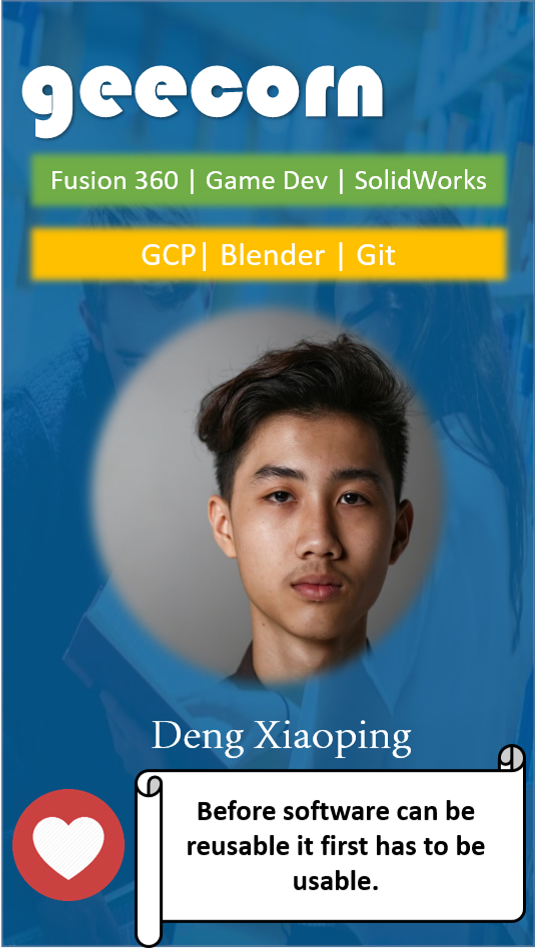 geecorn
Fusion 360 | Game Dev | SolidWorks
GCP| Blender | Git
Deng Xiaoping
Before software can be
reusable it first has to be
usable.